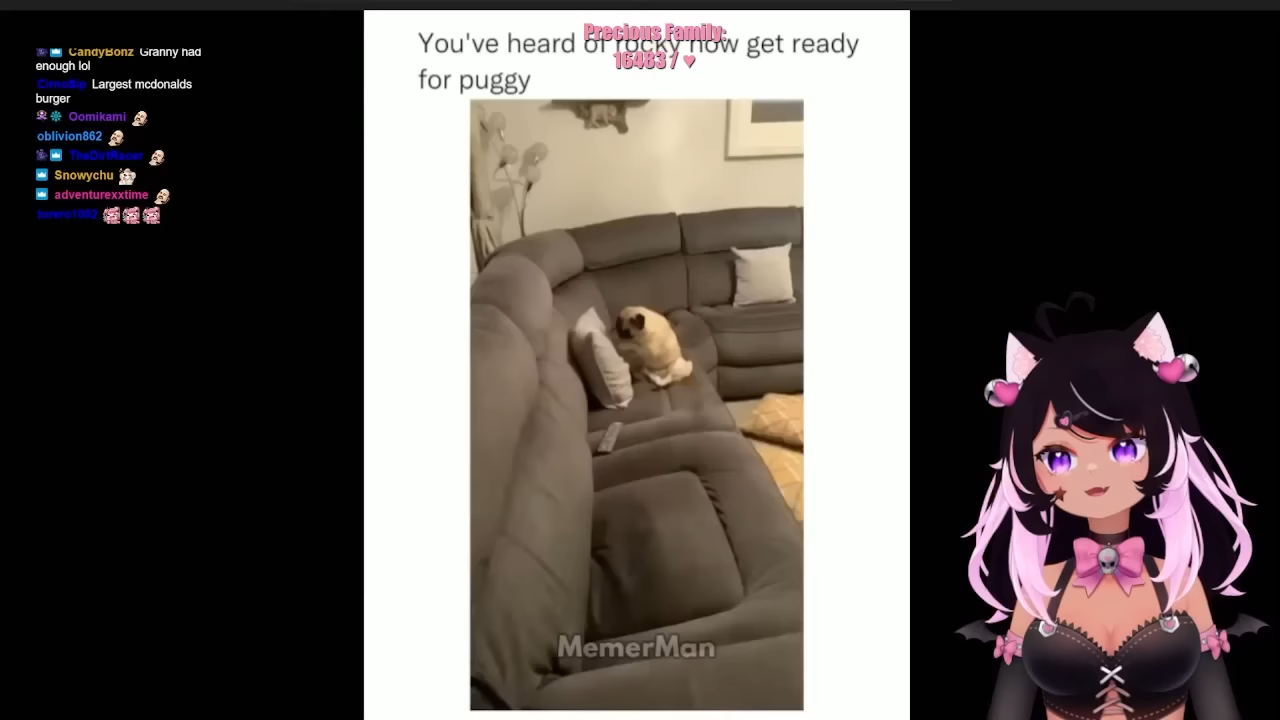 CandyBonz Granny had
enough lol
Largest mcdonalds
burger
Oomikami
oblivion862
TheDotRacer
Snowychu
adventurexxtime
You've heard of rocky now get ready
for puggy
Precious Family:
16483 / ♥
MemerMan